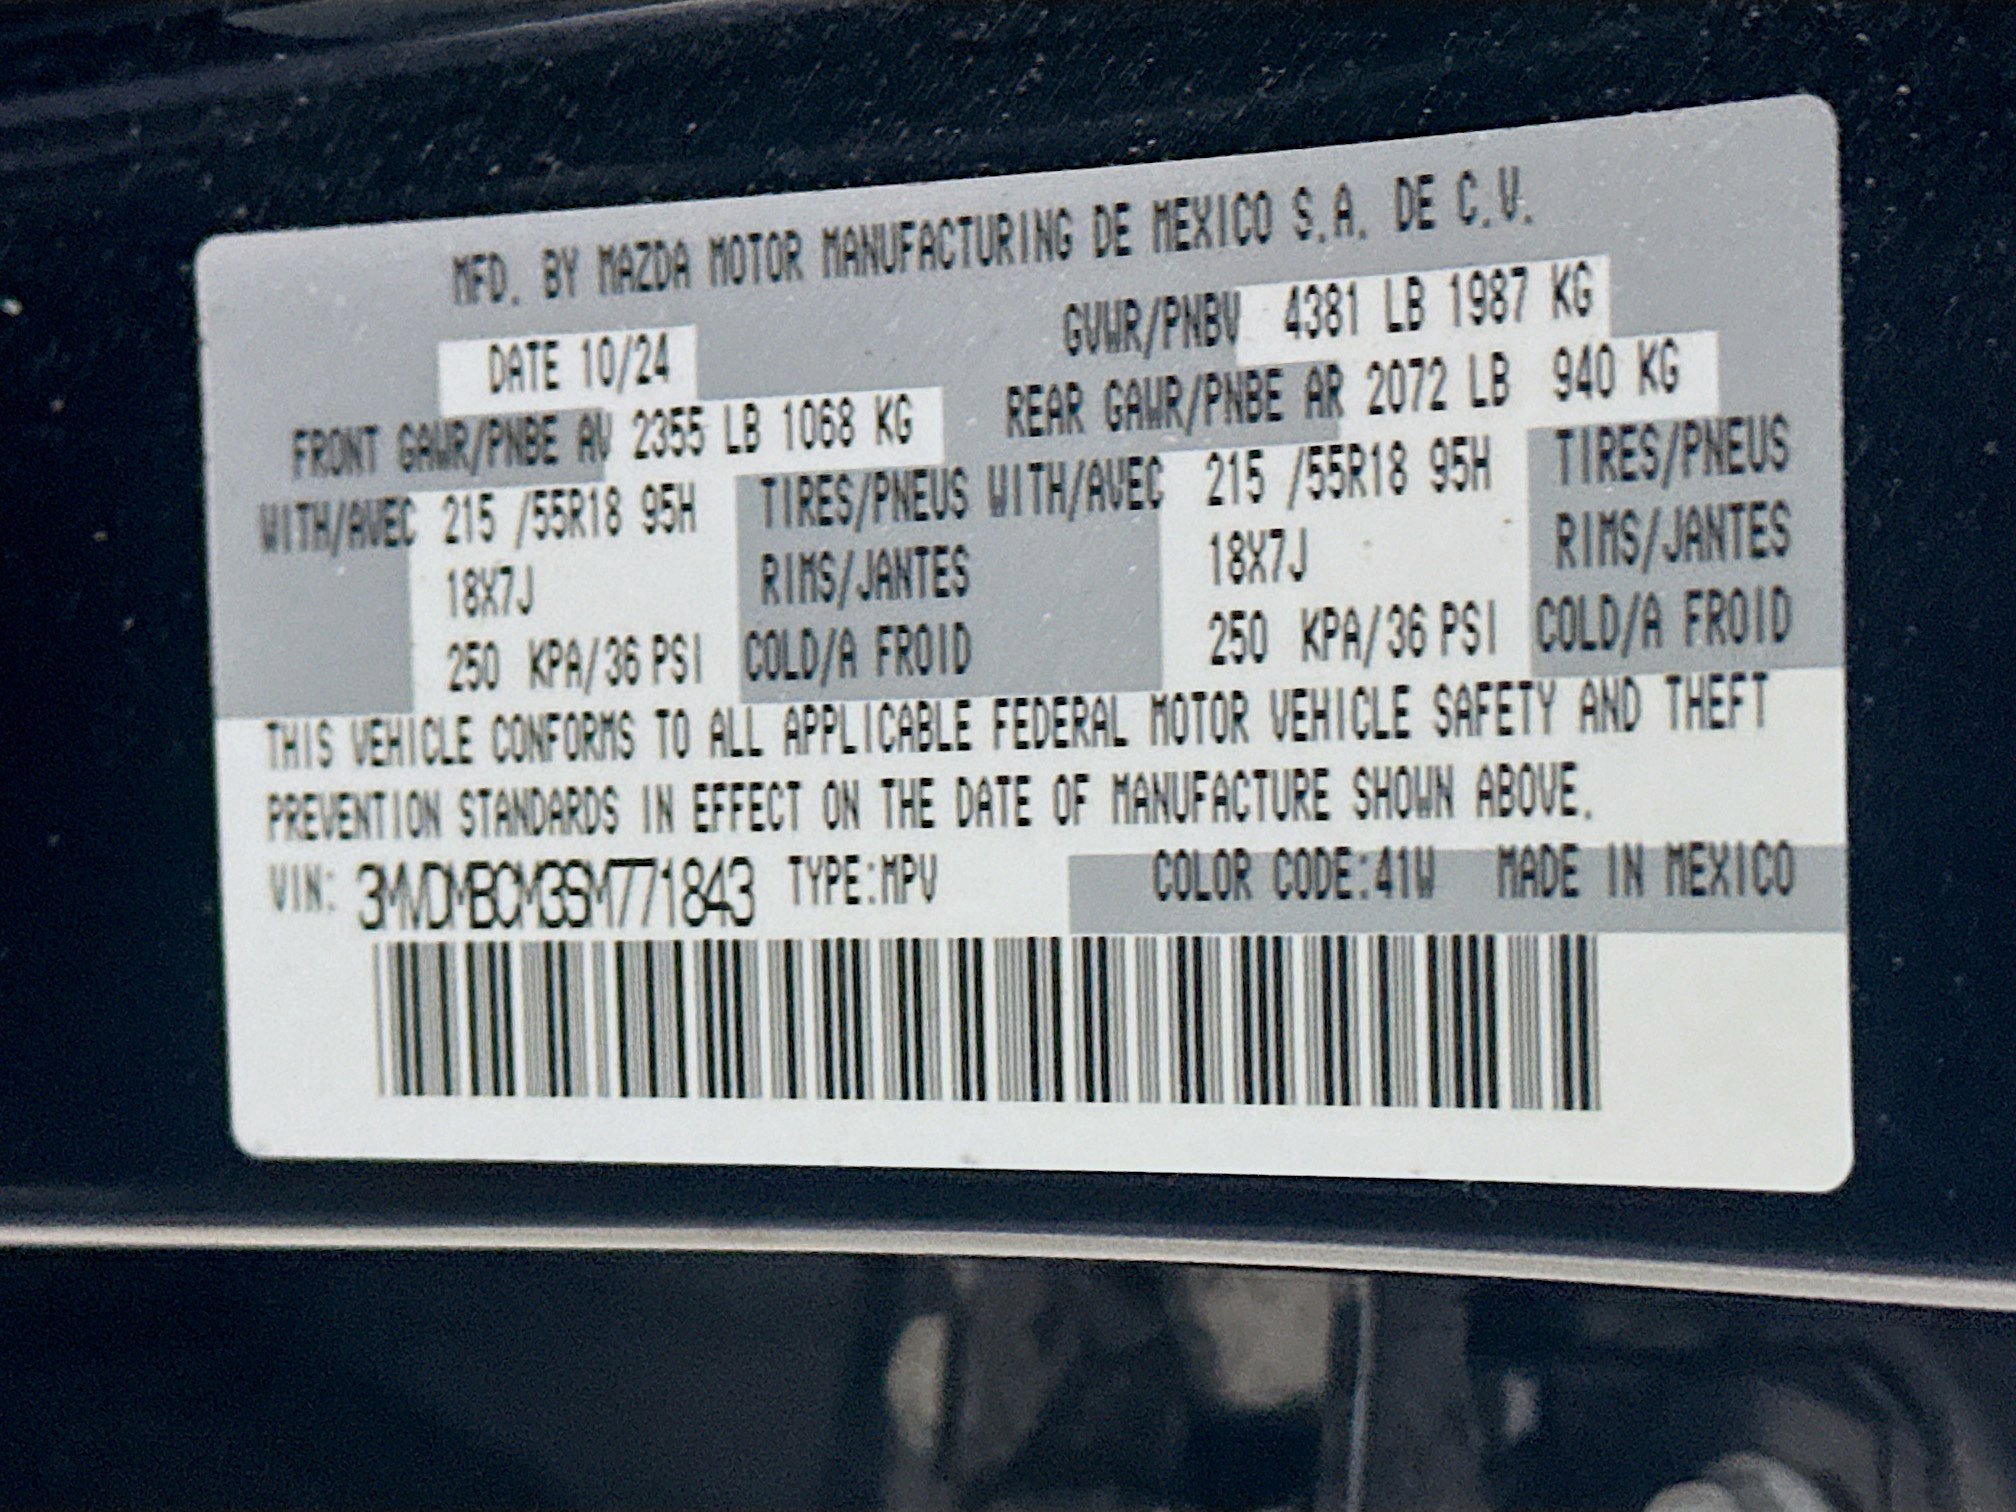 MFD. BY MAZDA MOTOR MANUFACTURING DE MEXICO S.A. DE C.V.
DATE 10/24 GVWR/PNBV 4381 LB 1987 KG
FRONT GAWR/PNBE AV 2355 LB 1068 KG REAR GAWR/PNBE AR 2072 LB 940 KG
WITH/AVEC 215 /55R18 95H TIRES/PNEUS WITH/AVEC 215 /55R18 95H TIRES/PNEUS
18X7J RIMS/JANTES 18X7J RIMS/JANTES
250 KPA/36 PSI COLD/A FROID 250 KPA/36 PSI COLD/A FROID
THIS VEHICLE CONFORMS TO ALL APPLICABLE FEDERAL MOTOR VEHICLE SAFETY AND THEFT
PREVENTION STANDARDS IN EFFECT ON THE DATE OF MANUFACTURE SHOWN ABOVE.
VIN: 3MVDMBCM3SM771843 TYPE:MPV COLOR CODE:41W MADE IN MEXICO